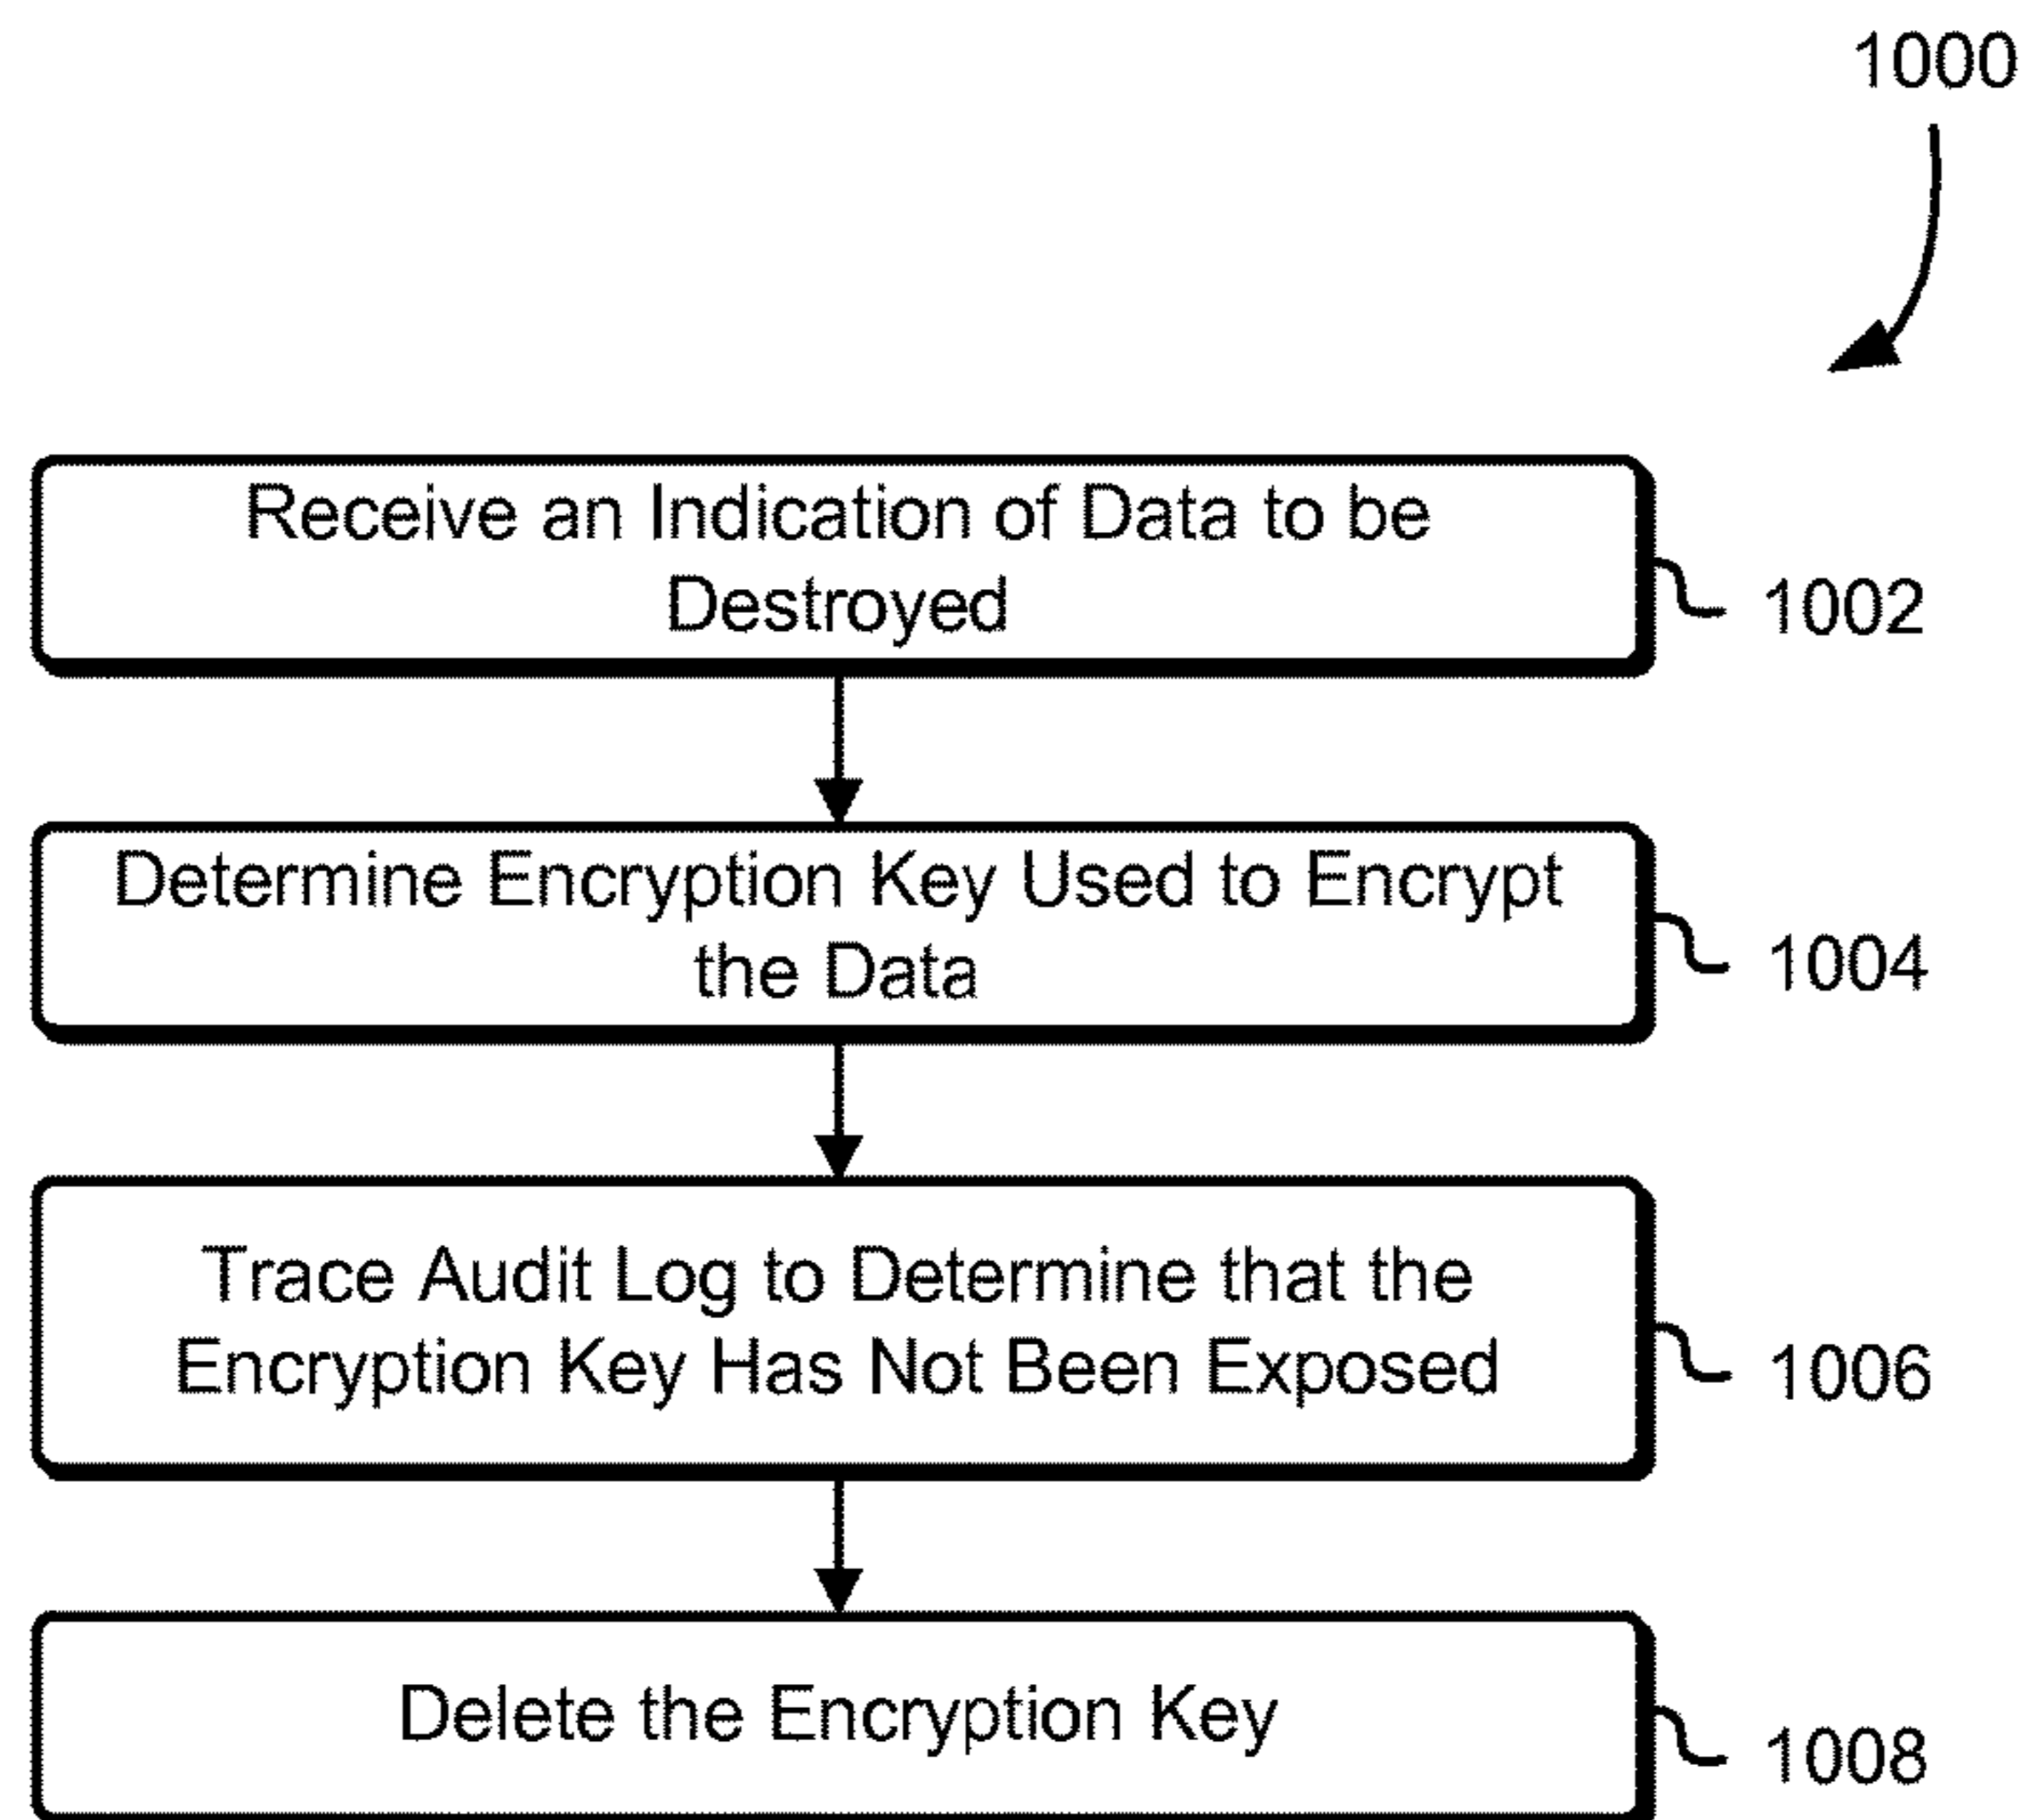 1000
Receive an Indication of Data to be
Destroyed
1002
Determine Encryption Key Used to Encrypt
the Data
1004
Trace Audit Log to Determine that the
Encryption Key Has Not Been Exposed
1006
Delete the Encryption Key
1008